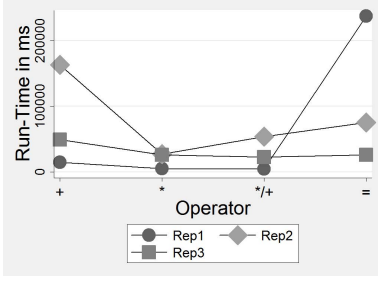 Run-Time in ms
200000
100000
0
+ * */+ =
Operator
Rep1 Rep2
Rep3